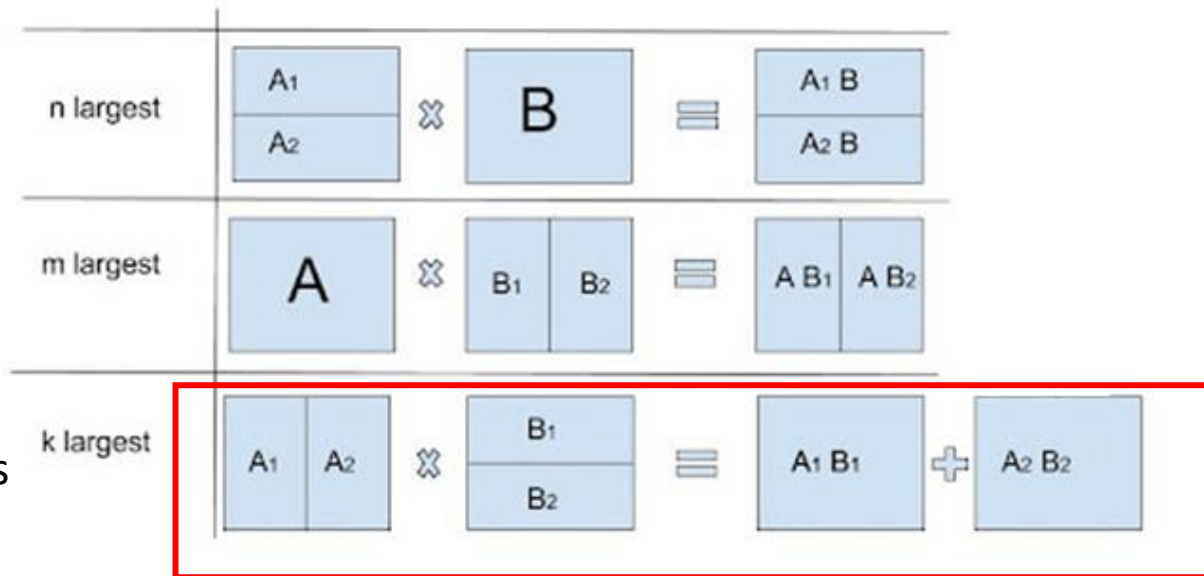 n largest A1 A2 × B = A1 B A2 B
m largest A × B1 B2 = A B1 A B2
k largest A1 A2 × B1 B2 = A1 B1 + A2 B2
s